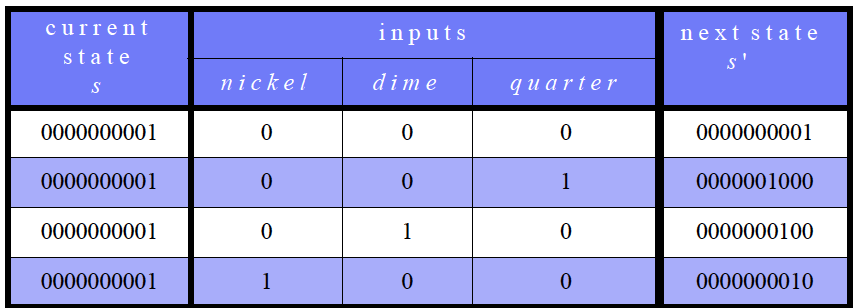 current state s inputs next state s'
nickel dime quarter
0000000001 0 0 0 0000000001
0000000001 0 0 1 0000001000
0000000001 0 1 0 0000000100
0000000001 1 0 0 0000000010